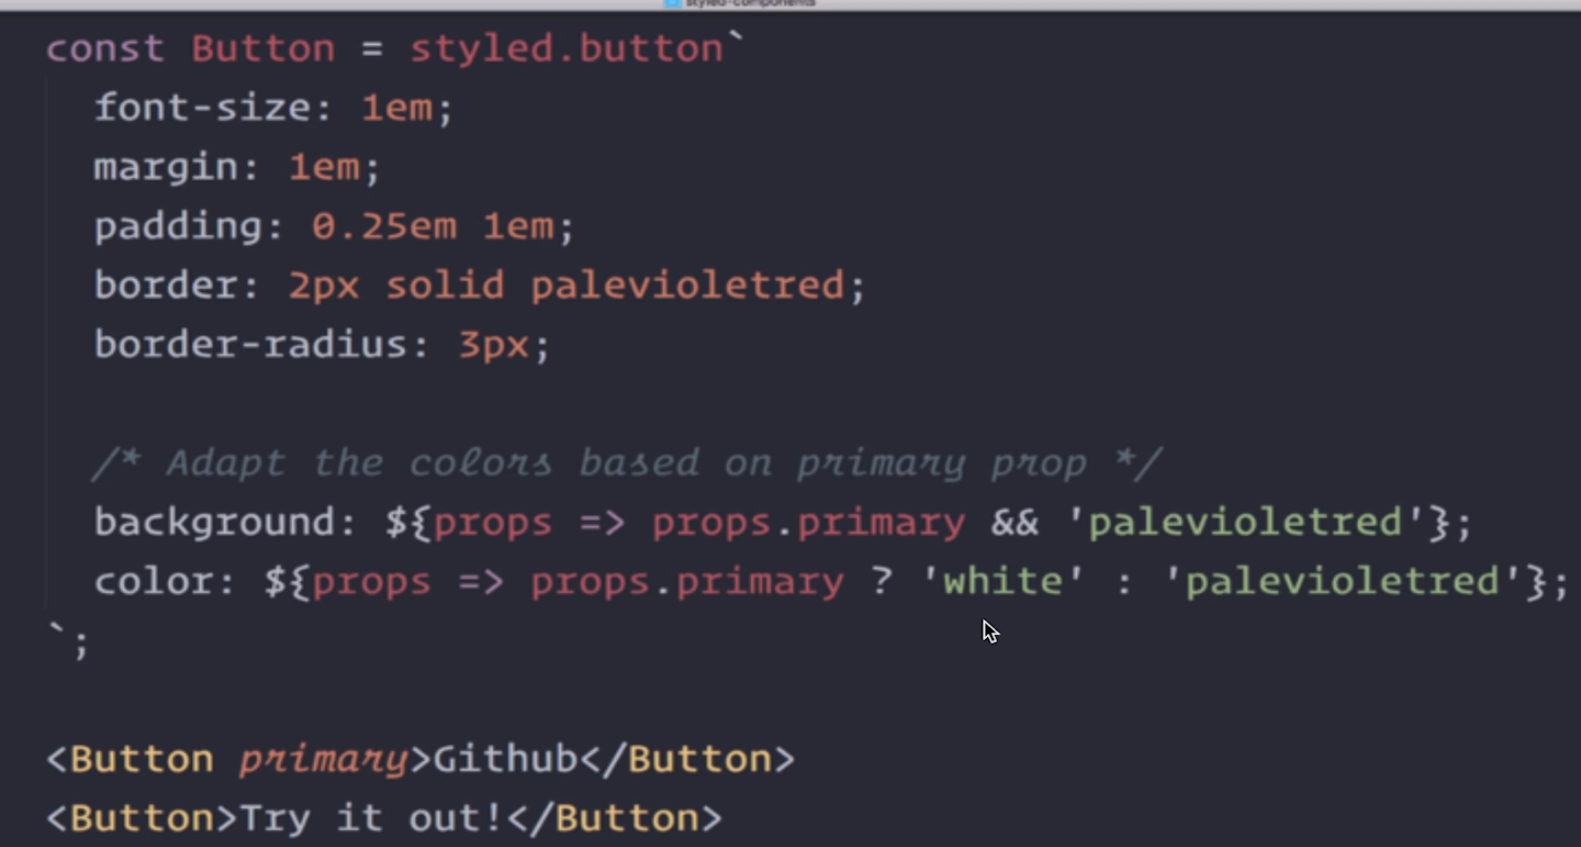 styled-components
const Button = styled.button`
  font-size: 1em;
  margin: 1em;
  padding: 0.25em 1em;
  border: 2px solid palevioletred;
  border-radius: 3px;
  /* Adapt the colors based on primary prop */
  background: ${props => props.primary && 'palevioletred'};
  color: ${props => props.primary ? 'white' : 'palevioletred'};
`;
<Button primary>Github</Button>
<Button>Try it out!</Button>